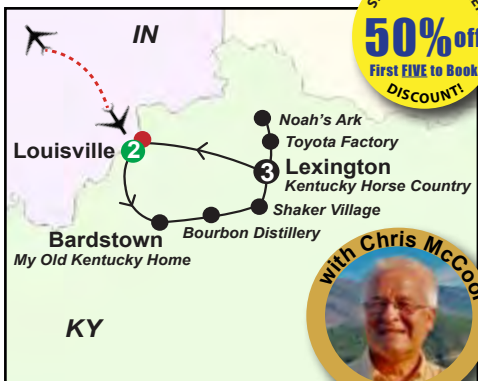 50% off
First FIVE to Book
DISCOUNT!
IN
Noah's Ark
Toyota Factory
Louisville
2
3
Lexington
Kentucky Horse Country
Shaker Village
Bourbon Distillery
Bardstown
My Old Kentucky Home
KY
with Chris McCool